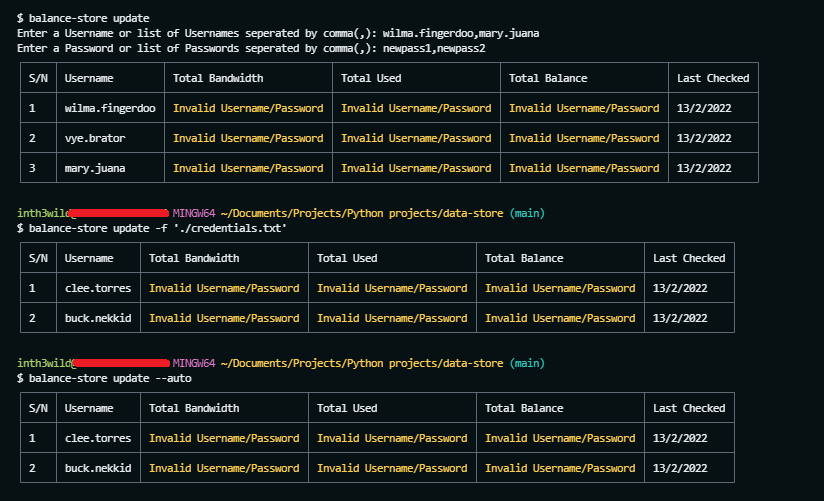 $ balance-store update
Enter a Username or list of Usernames seperated by comma(,): wilma.fingerdoo,mary.juana
Enter a Password or list of Passwords seperated by comma(,): newpass1,newpass2
S/N Username Total Bandwidth Total Used Total Balance Last Checked
1 wilma.fingerdoo Invalid Username/Password Invalid Username/Password Invalid Username/Password 13/2/2022
2 vye.brator Invalid Username/Password Invalid Username/Password Invalid Username/Password 13/2/2022
3 mary.juana Invalid Username/Password Invalid Username/Password Invalid Username/Password 13/2/2022
inth3wild@ MINGW64 ~/Documents/Projects/Python projects/data-store (main)
$ balance-store update -f './credentials.txt'
S/N Username Total Bandwidth Total Used Total Balance Last Checked
1 clee.torres Invalid Username/Password Invalid Username/Password Invalid Username/Password 13/2/2022
2 buck.nekkid Invalid Username/Password Invalid Username/Password Invalid Username/Password 13/2/2022
inth3wild@ MINGW64 ~/Documents/Projects/Python projects/data-store (main)
$ balance-store update --auto
S/N Username Total Bandwidth Total Used Total Balance Last Checked
1 clee.torres Invalid Username/Password Invalid Username/Password Invalid Username/Password 13/2/2022
2 buck.nekkid Invalid Username/Password Invalid Username/Password Invalid Username/Password 13/2/2022